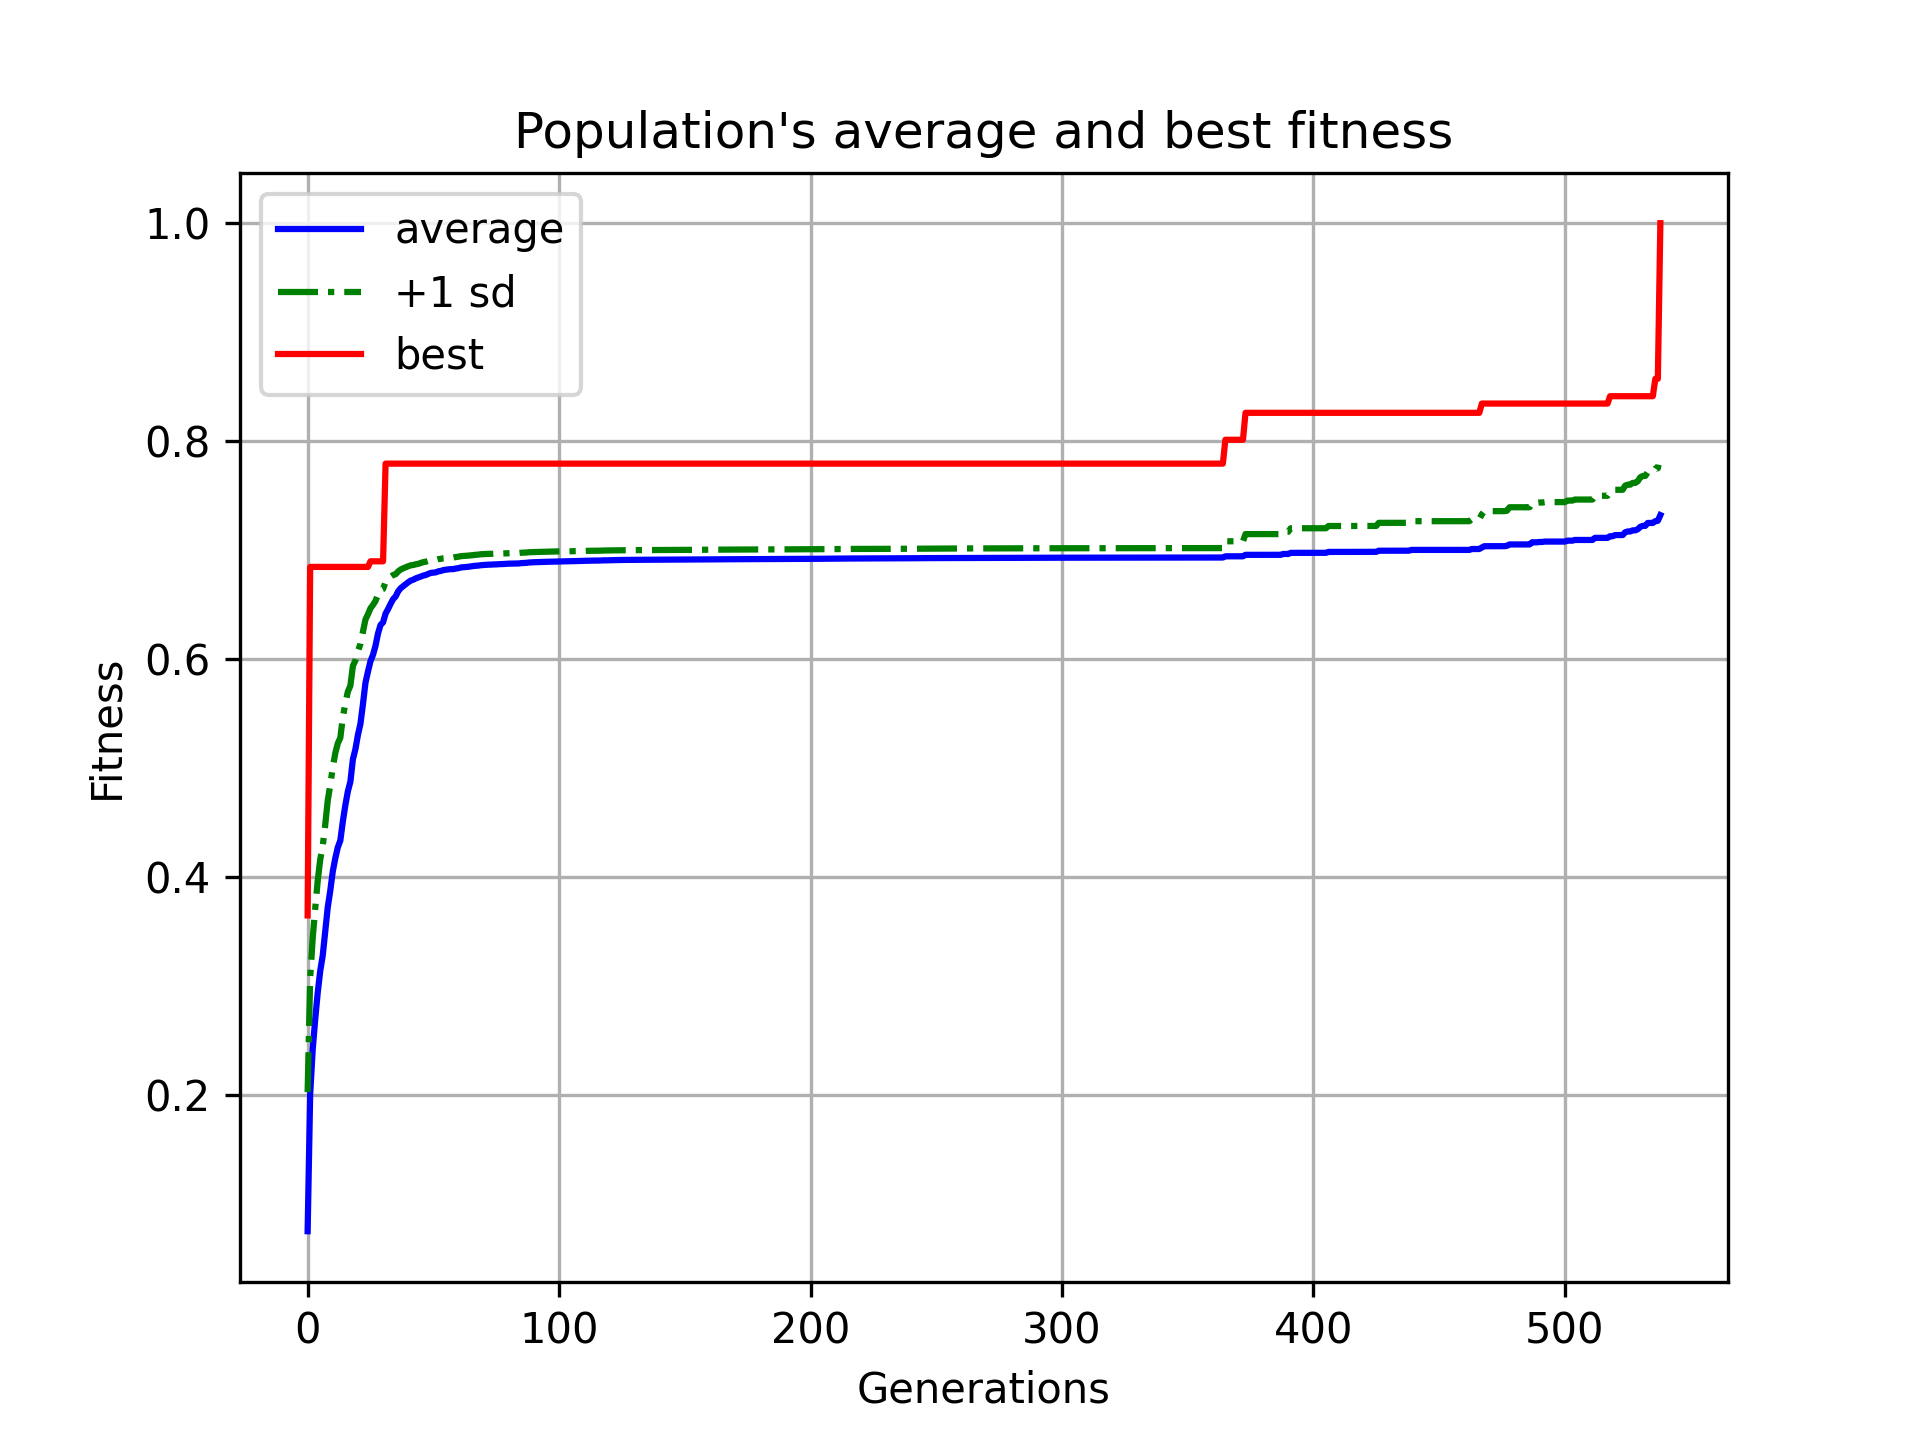 Population's average and best fitness
average
+1 sd
best
1.0
0.8
0.6
0.4
0.2
Fitness
0 100 200 300 400 500
Generations